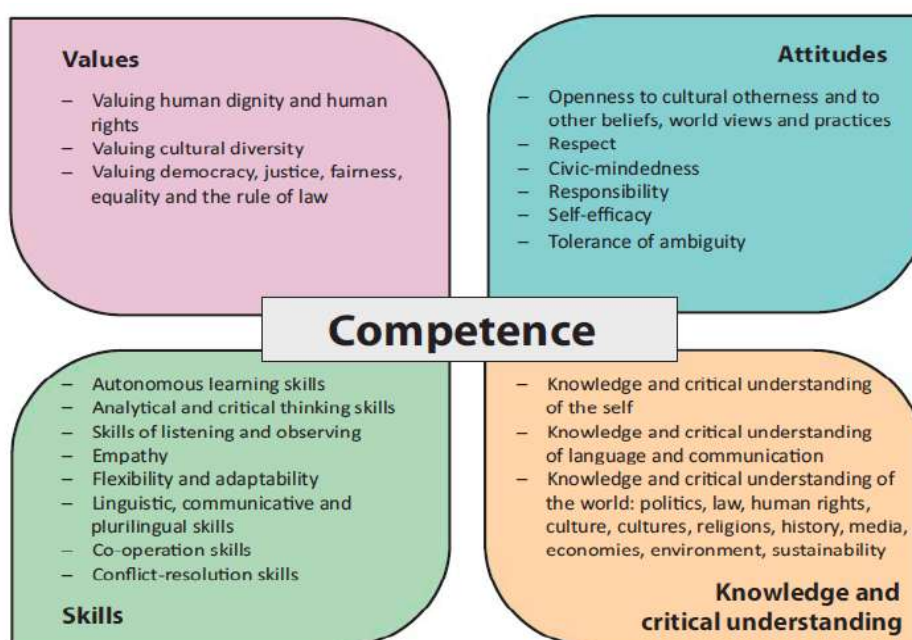 Values
– Valuing human dignity and human
rights
– Valuing cultural diversity
– Valuing democracy, justice, fairness,
equality and the rule of law
Attitudes
– Openness to cultural otherness and to
other beliefs, world views and practices
– Respect
– Civic-mindedness
– Responsibility
– Self-efficacy
– Tolerance of ambiguity
Competence
– Autonomous learning skills
– Analytical and critical thinking skills
– Skills of listening and observing
– Empathy
– Flexibility and adaptability
– Linguistic, communicative and
plurilingual skills
– Co-operation skills
– Conflict-resolution skills
Skills
– Knowledge and critical understanding
of the self
– Knowledge and critical understanding
of language and communication
– Knowledge and critical understanding of
the world: politics, law, human rights,
culture, cultures, religions, history, media,
economies, environment, sustainability
Knowledge and
critical understanding